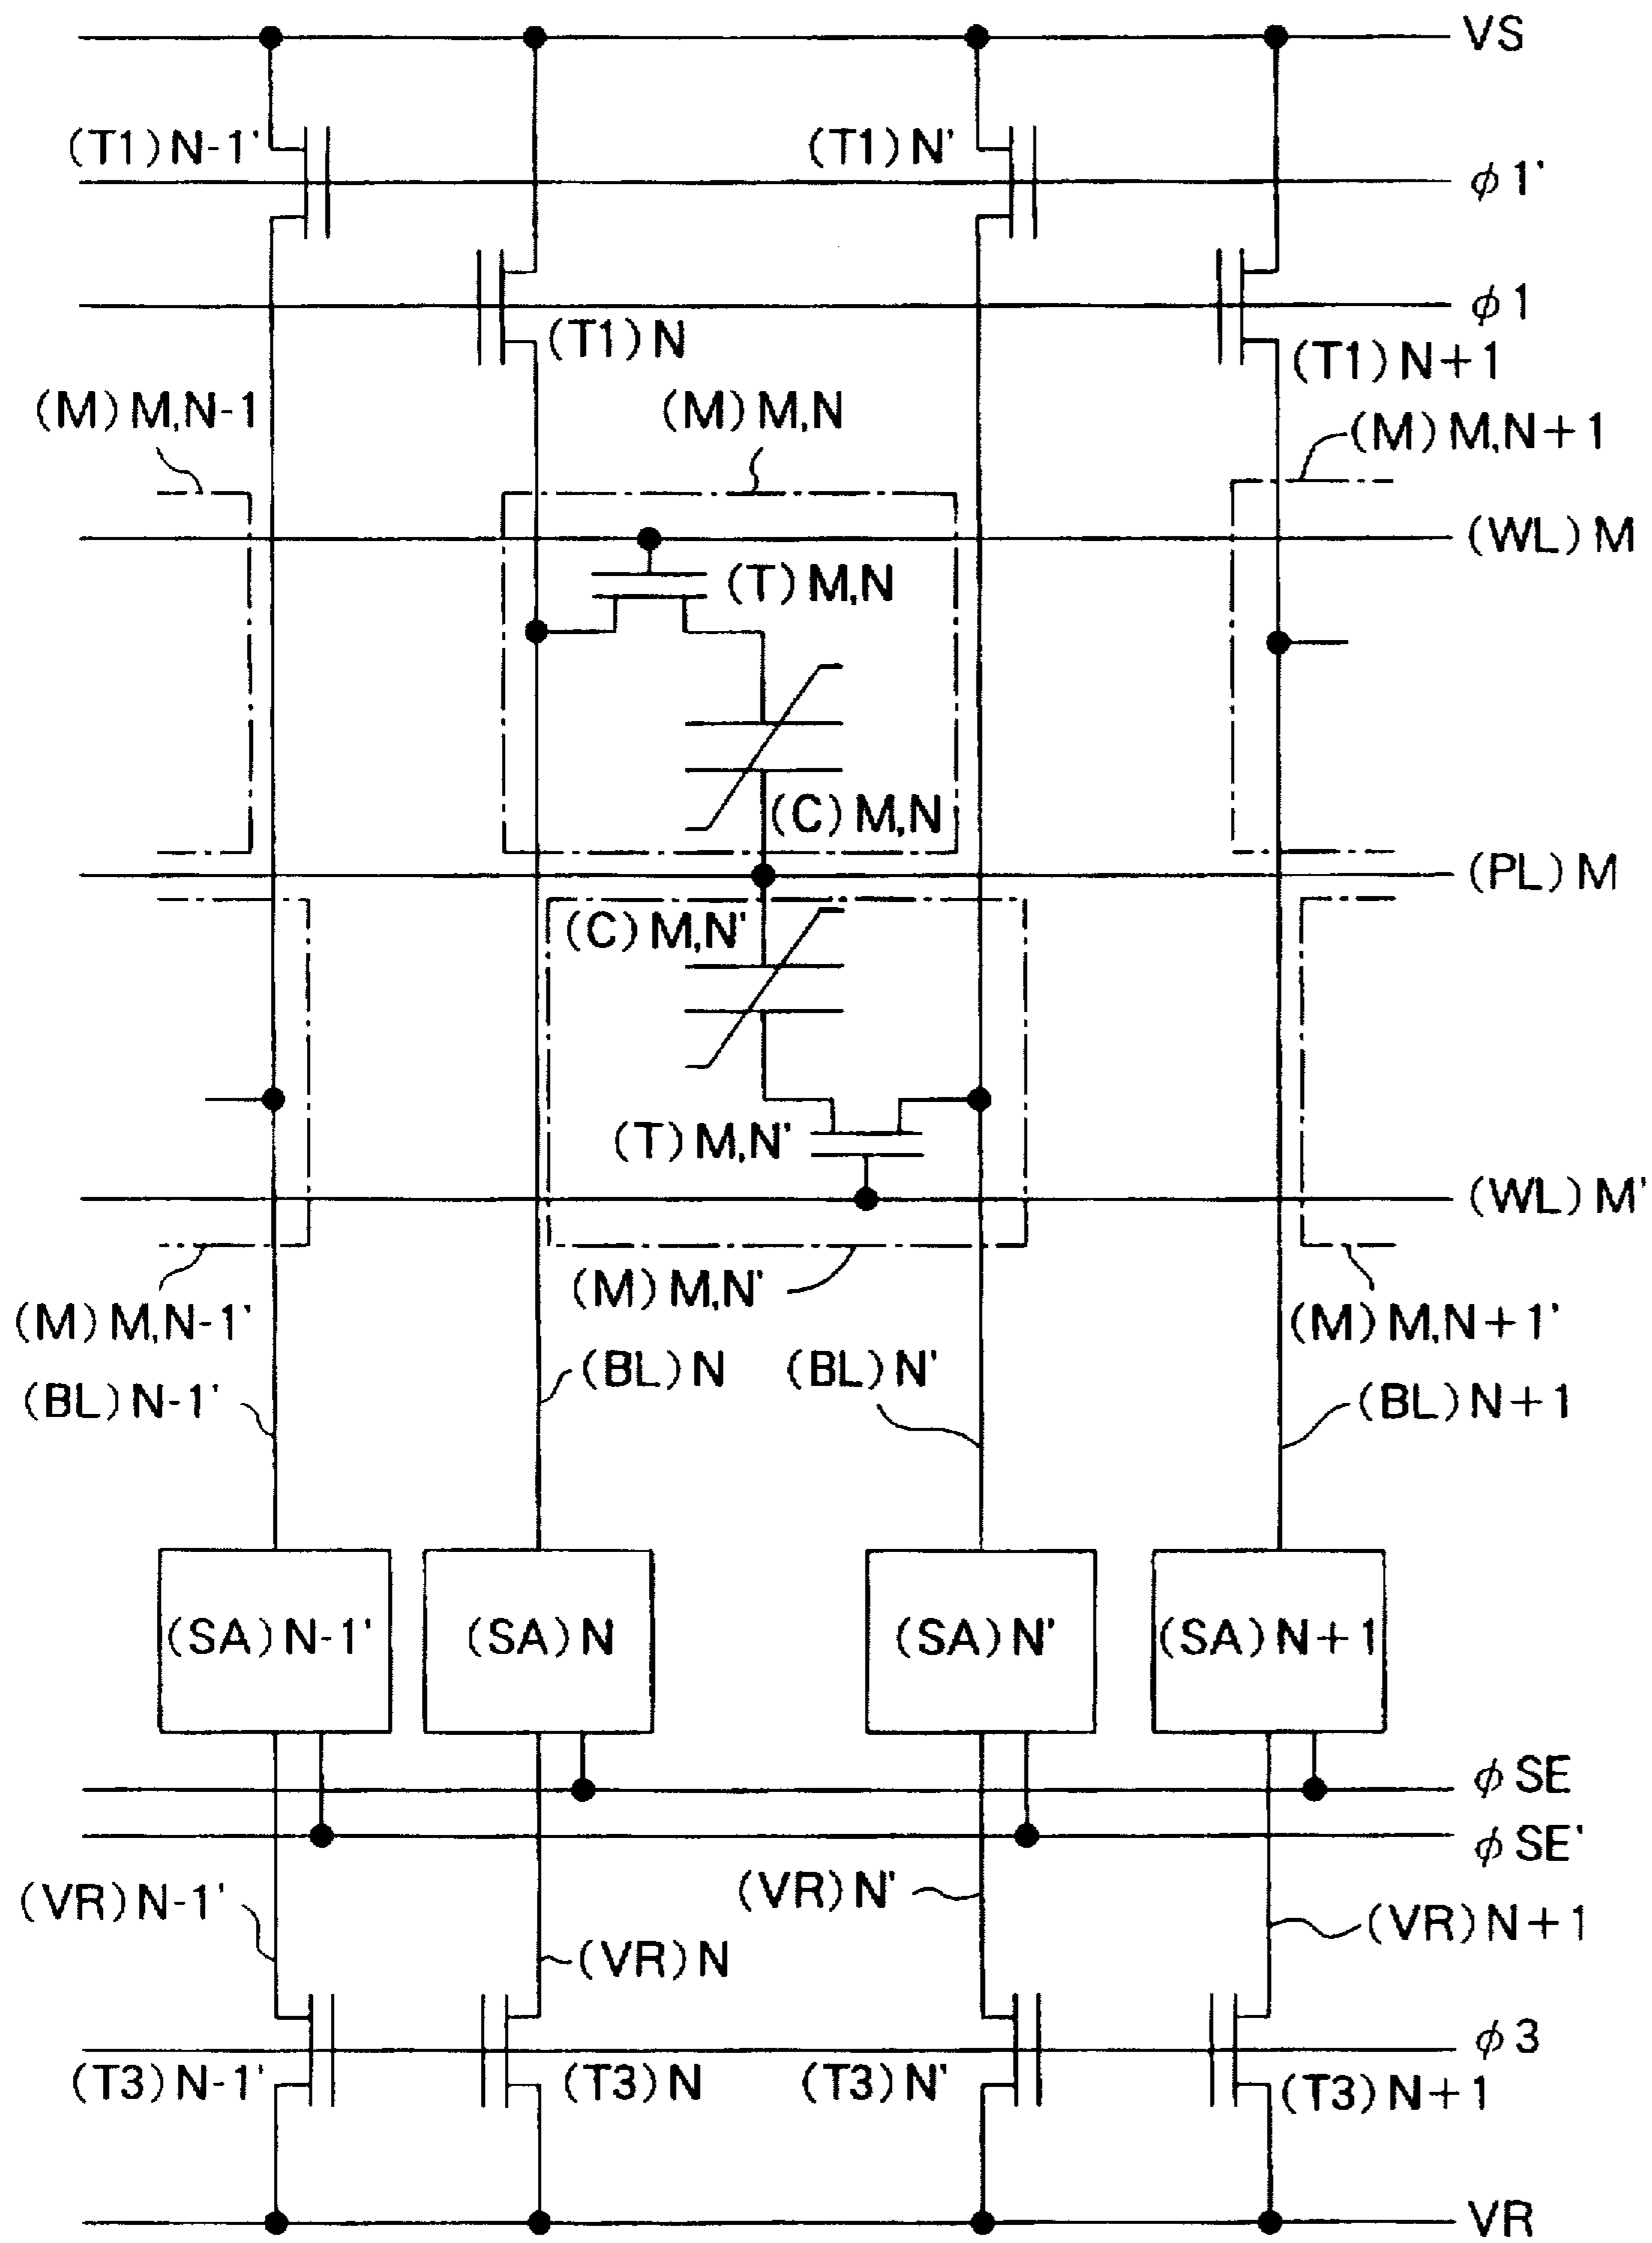 VS
(T1)N-1' (T1)N' φ1'
φ1
(T1)N (T1)N+1
(M)M,N-1 (M)M,N (M)M,N+1
(WL)M
(T)M,N
(C)M,N
(PL)M
(C)M,N'
(T)M,N'
(WL)M'
(M)M,N-1' (M)M,N' (M)M,N+1'
(BL)N-1' (BL)N (BL)N' (BL)N+1
(SA)N-1' (SA)N (SA)N' (SA)N+1
φSE
φSE'
(VR)N-1' (VR)N (VR)N' (VR)N+1
φ3
(T3)N-1' (T3)N (T3)N' (T3)N+1
VR